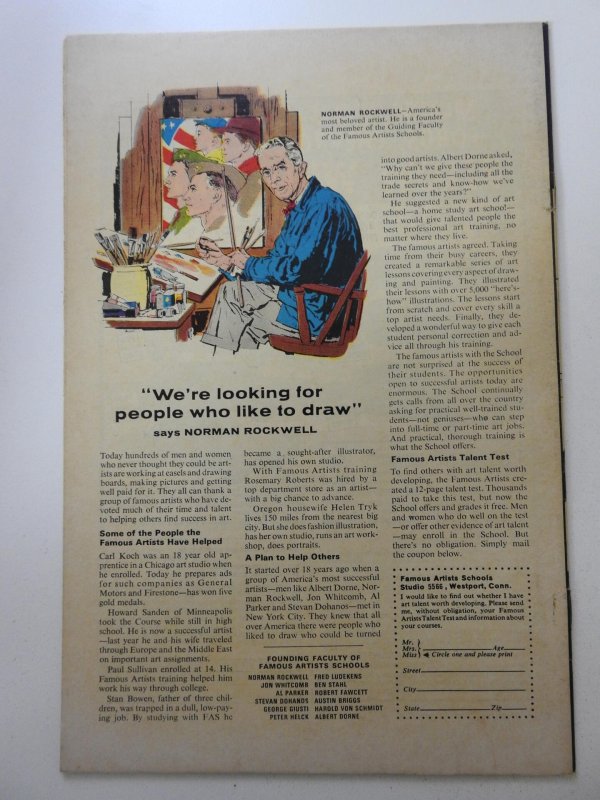 NORMAN ROCKWELL—America's
most beloved artist. He is a founder
and member of the Guiding Faculty
of the Famous Artists Schools.
"We're looking for
people who like to draw"
says NORMAN ROCKWELL
Today hundreds of men and women
who never thought they could be art-
ists are working at easels and drawing
boards, making pictures and getting
well paid for it. They all can thank a
group of famous artists who have de-
voted much of their time and talent
to helping others find success in art.
Some of the People the
Famous Artists Have Helped
Carl Koch was an 18 year old ap-
prentice in a Chicago art studio when
he enrolled. Today he prepares ads
for such companies as General
Motors and Firestone—has won five
gold medals.
Howard Sanden of Minneapolis
took the Course while still in high
school. He is now a successful artist
—last year he and his wife traveled
through Europe and the Middle East
on important art assignments.
Paul Sullivan enrolled at 14. His
Famous Artists training helped him
work his way through college.
Stan Bowen, father of three chil-
dren, was trapped in a dull, low-pay-
ing job. By studying with FAS he
became a sought-after illustrator,
has opened his own studio.
With Famous Artists training
Rosemary Roberts was hired by a
top department store as an artist—
with a big chance to advance.
Oregon housewife Helen Tryk
lives 150 miles from the nearest big
city. But she does fashion illustration,
has her own studio, runs an art work-
shop, does portraits.
A Plan to Help Others
It started over 18 years ago when a
group of America's most successful
artists—men like Albert Dorne, Nor-
man Rockwell, Jon Whitcomb, Al
Parker and Stevan Dohanos—met in
New York City. They knew that all
over America there were people who
liked to draw who could be turned
FOUNDING FACULTY OF
FAMOUS ARTISTS SCHOOLS
NORMAN ROCKWELL FRED LUDEKENS
JON WHITCOMB BEN STAHL
AL PARKER ROBERT FAWCETT
STEVAN DOHANOS AUSTIN BRIGGS
GEORGE GIUSTI HAROLD VON SCHMIDT
PETER HELCK ALBERT DORNE
into good artists. Albert Dorne asked,
"Why can't we give these people the
training they need—including all the
trade secrets and know-how we've
learned over the years?"
He suggested a new kind of art
school—a home study art school—
that would give talented people the
best professional art training, no
matter where they live.
The famous artists agreed. Taking
time from their busy careers, they
created a remarkable series of art
lessons covering every aspect of draw-
ing and painting. They illustrated
their lessons with over 5,000 "here's-
how" illustrations. The lessons start
from scratch and cover every skill a
top artist needs. Finally, they de-
veloped a wonderful way to give each
student personal correction and ad-
vice all through his training.
The famous artists with the School
are not surprised at the success of
their students. The opportunities
open to successful artists today are
enormous. The School continually
gets calls from all over the country
asking for practical well-trained stu-
dents—not geniuses—who can step
into full-time or part-time art jobs.
And practical, thorough training is
what the School offers.
Famous Artists Talent Test
To find others with art talent worth
developing, the Famous Artists cre-
ated a 12-page talent test. Thousands
paid to take this test, but now the
School offers and grades it free. Men
and women who do well on the test
—or offer other evidence of art talent
—may enroll in the School. But
there's no obligation. Simply mail
the coupon below.
Famous Artists Schools
Studio 5566, Westport, Conn.
I would like to find out whether I have
art talent worth developing. Please send
me, without obligation, your Famous
Artists Talent Test and information about
your courses.
Mr.
Mrs. Age
Miss Circle one and please print
Street
City
State Zip